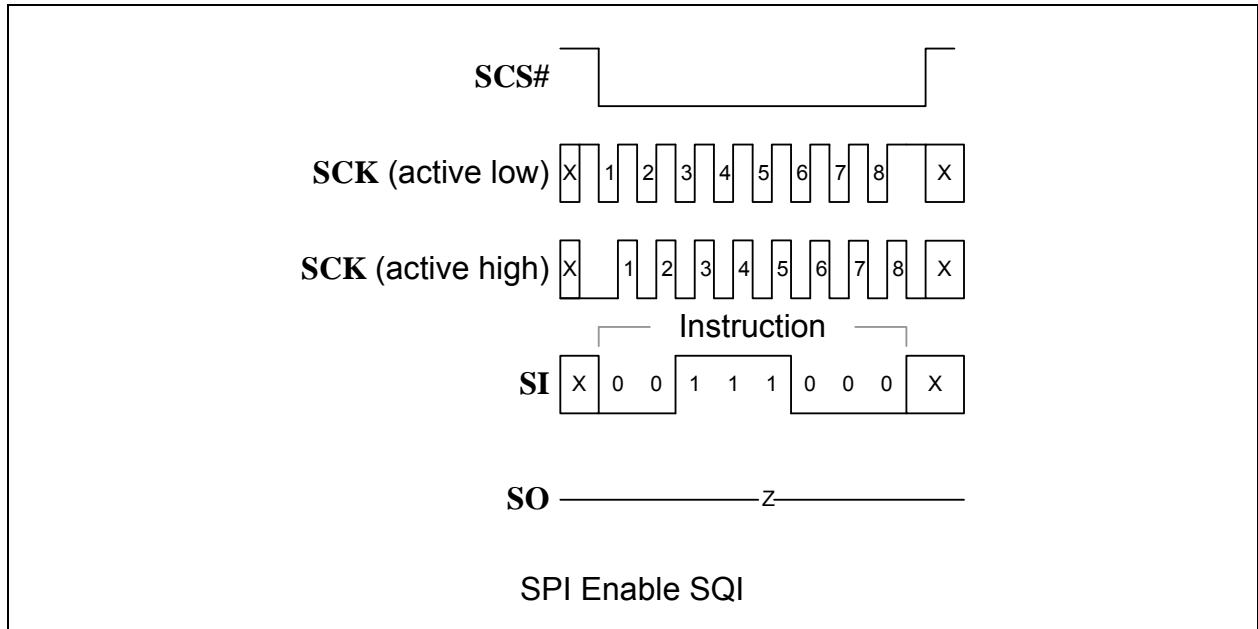 SCS#
SCK (active low) X 1 2 3 4 5 6 7 8 X
SCK (active high) X 1 2 3 4 5 6 7 8 X
Instruction
SI X 0 0 1 1 1 0 0 0 X
SO Z
SPI Enable SQI